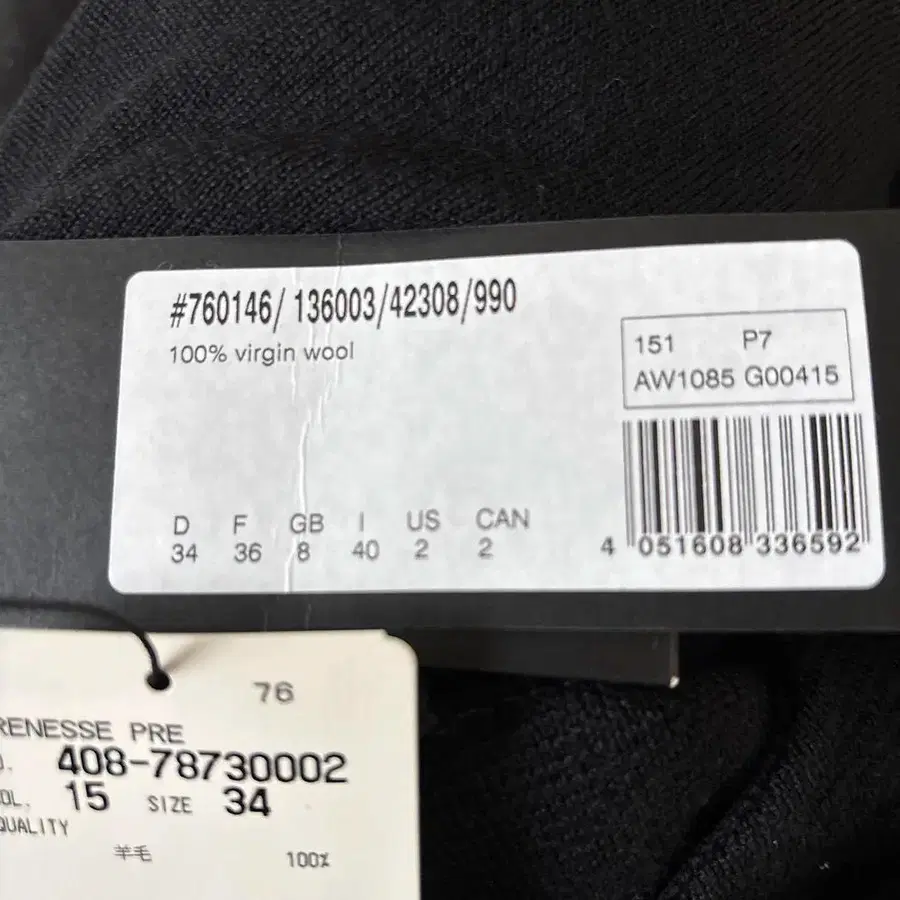 #760146/ 136003/42308/990
100% virgin wool
151 P7
AW1085 G00415
D F GB I US CAN
34 36 8 40 2 2
4 051608 336592
76
RENESSE PRE
408-78730002
15 SIZE 34
QUALITY
羊毛 100%